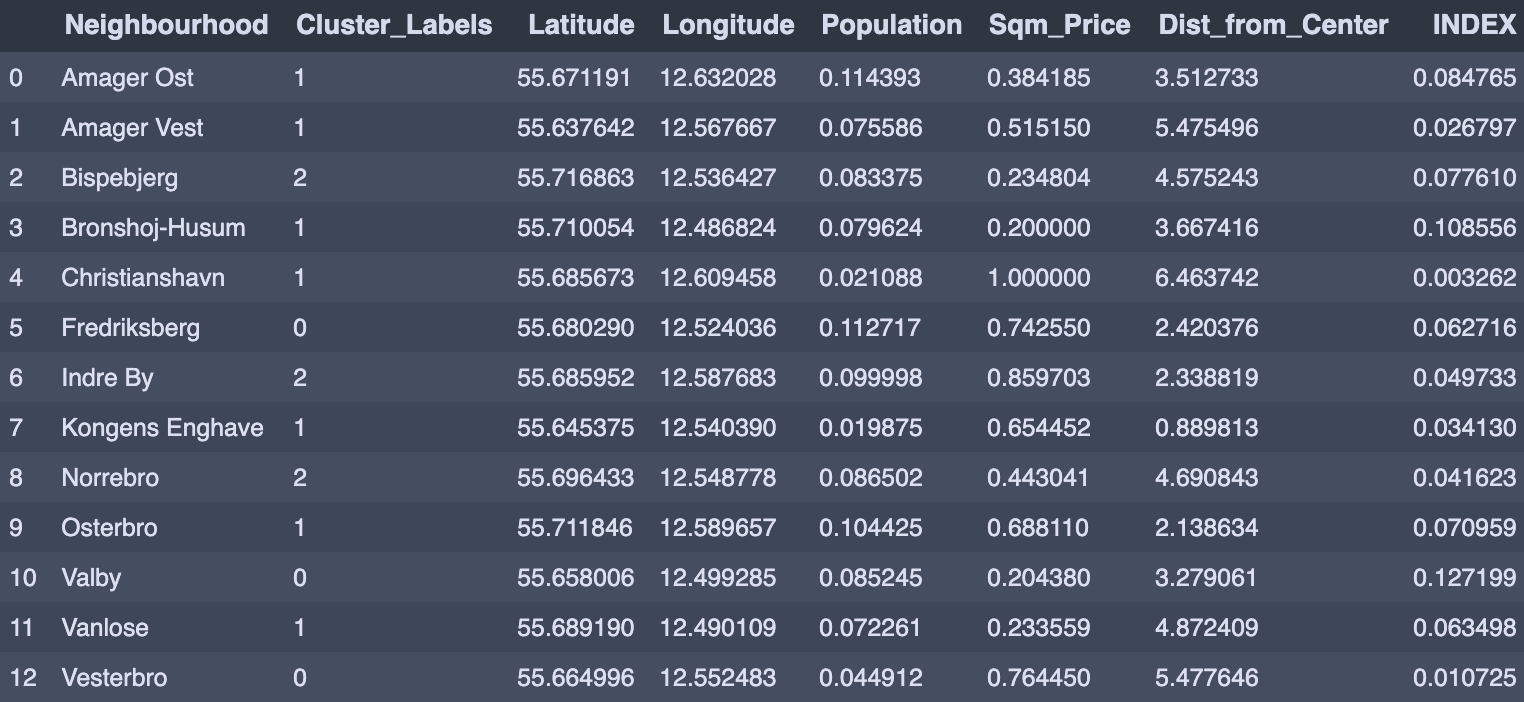 Neighbourhood Cluster_Labels Latitude Longitude Population Sqm_Price Dist_from_Center INDEX
0 Amager Ost 1 55.671191 12.632028 0.114393 0.384185 3.512733 0.084765
1 Amager Vest 1 55.637642 12.567667 0.075586 0.515150 5.475496 0.026797
2 Bispebjerg 2 55.716863 12.536427 0.083375 0.234804 4.575243 0.077610
3 Bronshoj-Husum 1 55.710054 12.486824 0.079624 0.200000 3.667416 0.108556
4 Christianshavn 1 55.685673 12.609458 0.021088 1.000000 6.463742 0.003262
5 Fredriksberg 0 55.680290 12.524036 0.112717 0.742550 2.420376 0.062716
6 Indre By 2 55.685952 12.587683 0.099998 0.859703 2.338819 0.049733
7 Kongens Enghave 1 55.645375 12.540390 0.019875 0.654452 0.889813 0.034130
8 Norrebro 2 55.696433 12.548778 0.086502 0.443041 4.690843 0.041623
9 Osterbro 1 55.711846 12.589657 0.104425 0.688110 2.138634 0.070959
10 Valby 0 55.658006 12.499285 0.085245 0.204380 3.279061 0.127199
11 Vanlose 1 55.689190 12.490109 0.072261 0.233559 4.872409 0.063498
12 Vesterbro 0 55.664996 12.552483 0.044912 0.764450 5.477646 0.010725